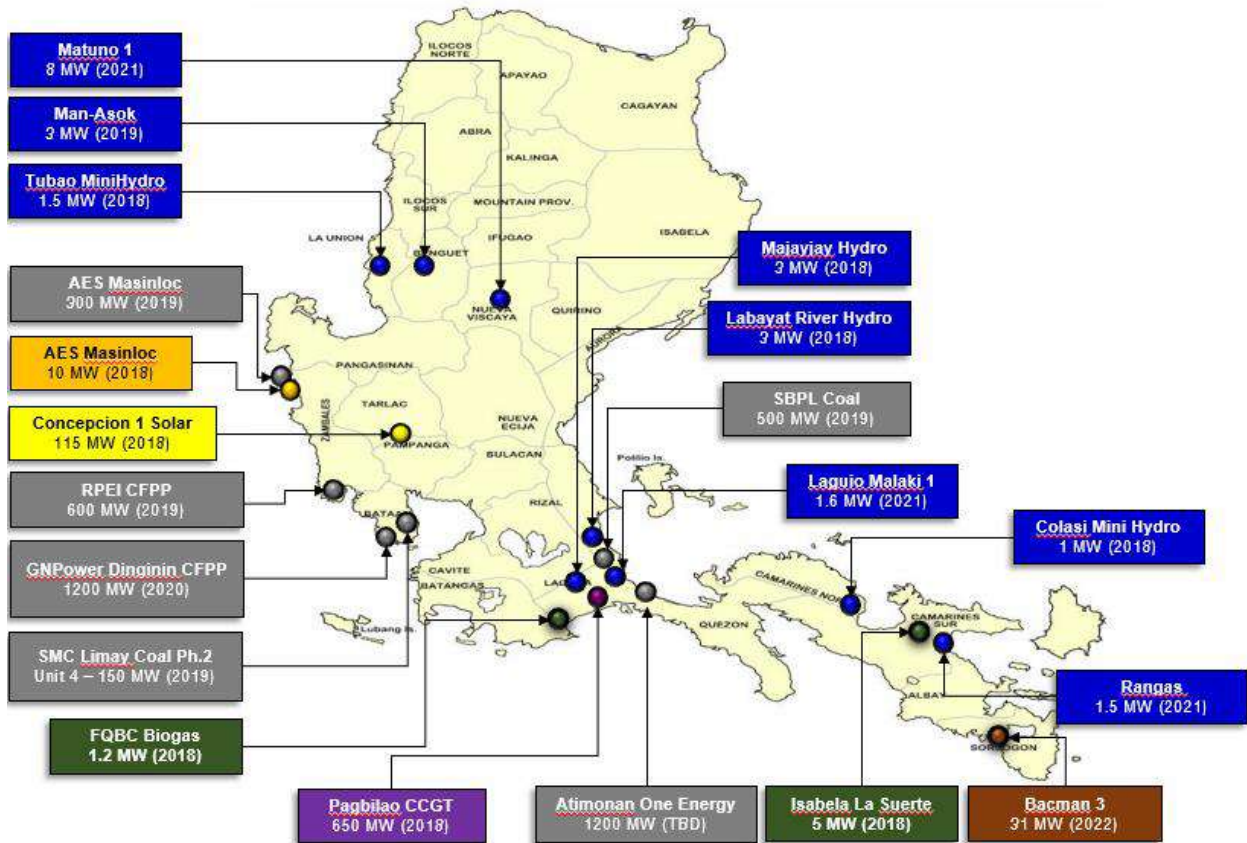 Matuno 1
8 MW (2021)
Man-Asok
3 MW (2019)
Tubao MiniHydro
1.5 MW (2018)
AES Masinloc
300 MW (2019)
AES Masinloc
10 MW (2018)
Concepcion 1 Solar
115 MW (2018)
RPEI CFPP
600 MW (2019)
GNPower Dinginin CFPP
1200 MW (2020)
SMC Limay Coal Ph.2
Unit 4 – 150 MW (2019)
FQBC Biogas
1.2 MW (2018)
Pagbilao CCGT
650 MW (2018)
Atimonan One Energy
1200 MW (TBD)
Isabela La Suerte
5 MW (2018)
Bacman 3
31 MW (2022)
Rangas
1.5 MW (2021)
Colasi Mini Hydro
1 MW (2018)
Laguio Malaki 1
1.6 MW (2021)
SBPL Coal
500 MW (2019)
Labayat River Hydro
3 MW (2018)
Majayjay Hydro
3 MW (2018)
ILOCOS
NORTE
APAYAO
CAGAYAN
ABRA
KALINGA
ILOCOS
SUR
MOUNTAIN PROV.
IFUGAO
ISABELA
LA UNION
BENGUET
NUEVA
VISCAYA
QUIRINO
AURORA
PANGASINAN
TARLAC
ZAMBALES
NUEVA
ECIJA
PAMPANGA
BULACAN
Polilio Is.
RIZAL
CAVITE
BATANGAS
Lubang Is.
QUEZON
CAMARINES
SUR
ALBAY